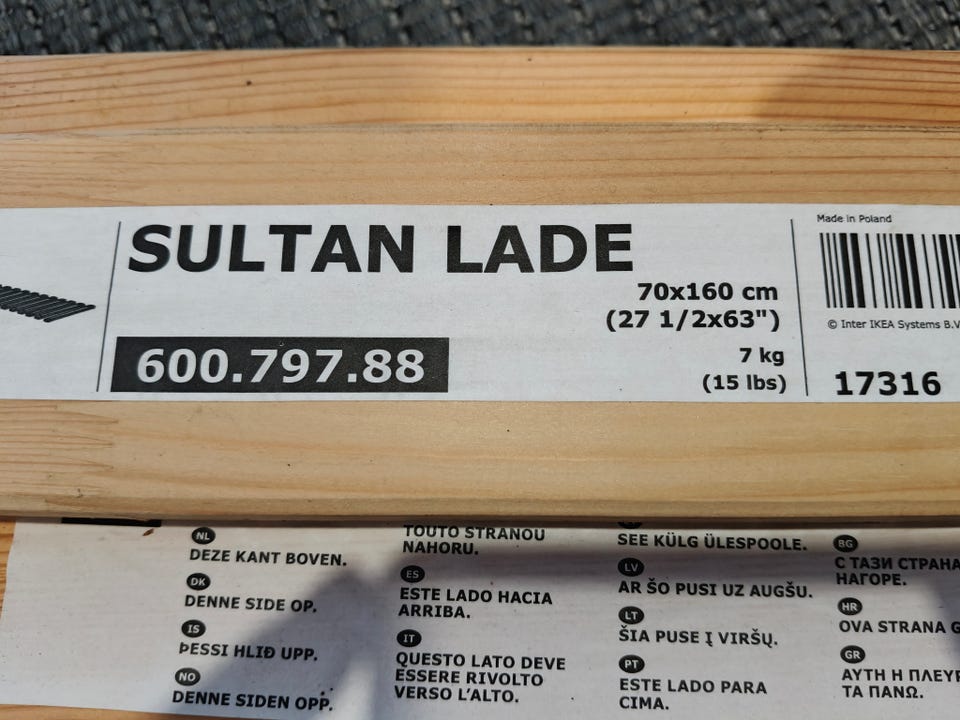 SULTAN LADE
70x160 cm
(27 1/2x63")
600.797.88
7 kg
(15 lbs)
Made in Poland
© Inter IKEA Systems B.V
17316
NL
DEZE KANT BOVEN.
DK
DENNE SIDE OP.
IS
ÞESSI HLIÐ UPP.
NO
DENNE SIDEN OPP.
TOUTO STRANOU
NAHORU.
ES
ESTE LADO HACIA
ARRIBA.
IT
QUESTO LATO DEVE
ESSERE RIVOLTO
VERSO L'ALTO.
SEE KÜLG ÜLESPOOLE.
LV
AR ŠO PUSI UZ AUGŠU.
LT
ŠIA PUSE Į VIRŠŲ.
PT
ESTE LADO PARA
CIMA.
BG
С ТАЗИ СТРАНА
НАГОРЕ.
HR
OVA STRANA G
GR
ΑΥΤΗ Η ΠΛΕΥΡ
ΤΑ ΠΑΝΩ.